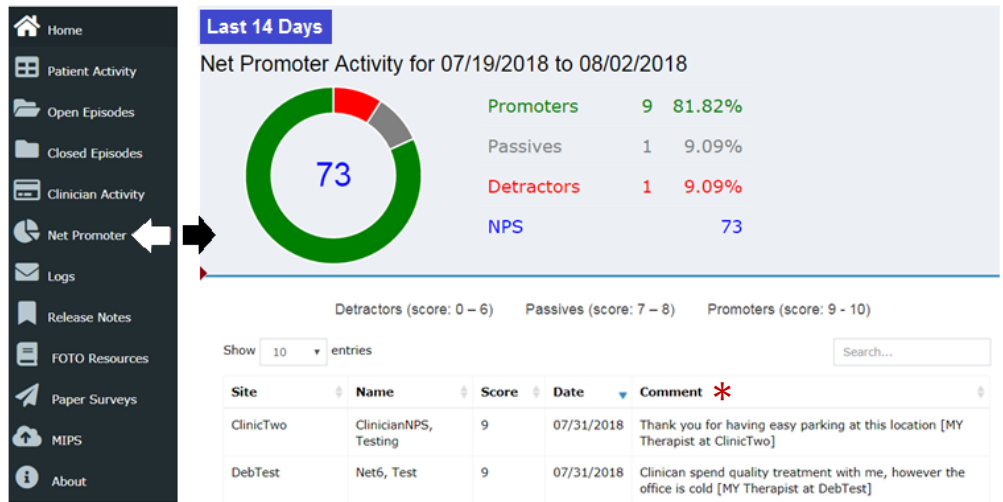 Home
Patient Activity
Open Episodes
Closed Episodes
Clinician Activity
Net Promoter
Logs
Release Notes
FOTO Resources
Paper Surveys
MIPS
About
Last 14 Days
Net Promoter Activity for 07/19/2018 to 08/02/2018
73
Promoters 9 81.82%
Passives 1 9.09%
Detractors 1 9.09%
NPS 73
Detractors (score: 0 – 6) Passives (score: 7 – 8) Promoters (score: 9 - 10)
Show 10 entries Search...
Site Name Score Date Comment *
ClinicTwo ClinicianNPS, 9 07/31/2018 Thank you for having easy parking at this location [MY
Testing Therapist at ClinicTwo]
DebTest Net6, Test 9 07/31/2018 Clinican spend quality treatment with me, however the
office is cold [MY Therapist at DebTest]